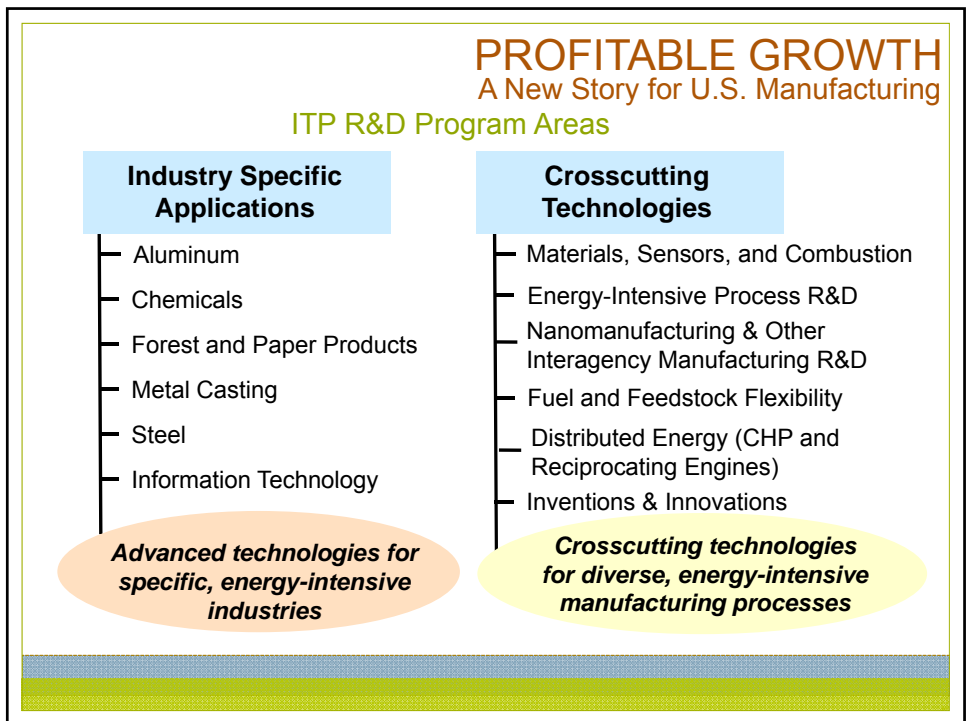 PROFITABLE GROWTH
A New Story for U.S. Manufacturing
ITP R&D Program Areas
Industry Specific
Applications
Aluminum
Chemicals
Forest and Paper Products
Metal Casting
Steel
Information Technology
Advanced technologies for
specific, energy-intensive
industries
Crosscutting
Technologies
Materials, Sensors, and Combustion
Energy-Intensive Process R&D
Nanomanufacturing & Other
Interagency Manufacturing R&D
Fuel and Feedstock Flexibility
Distributed Energy (CHP and
Reciprocating Engines)
Inventions & Innovations
Crosscutting technologies
for diverse, energy-intensive
manufacturing processes